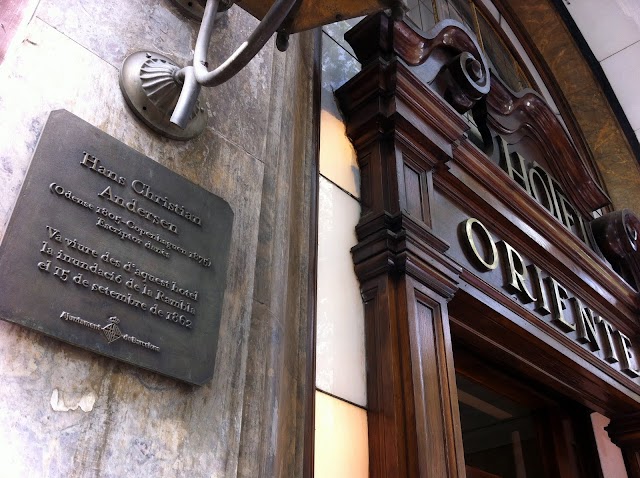 Hans Christian
Andersen
(Odense 1805-Copenhaguen 1875)
Escriptor danès
Va viure des d'aquest hotel
la inundació de la Rambla
el 15 de setembre de 1862
Ajuntament de Barcelona
HOTEL
ORIENTE